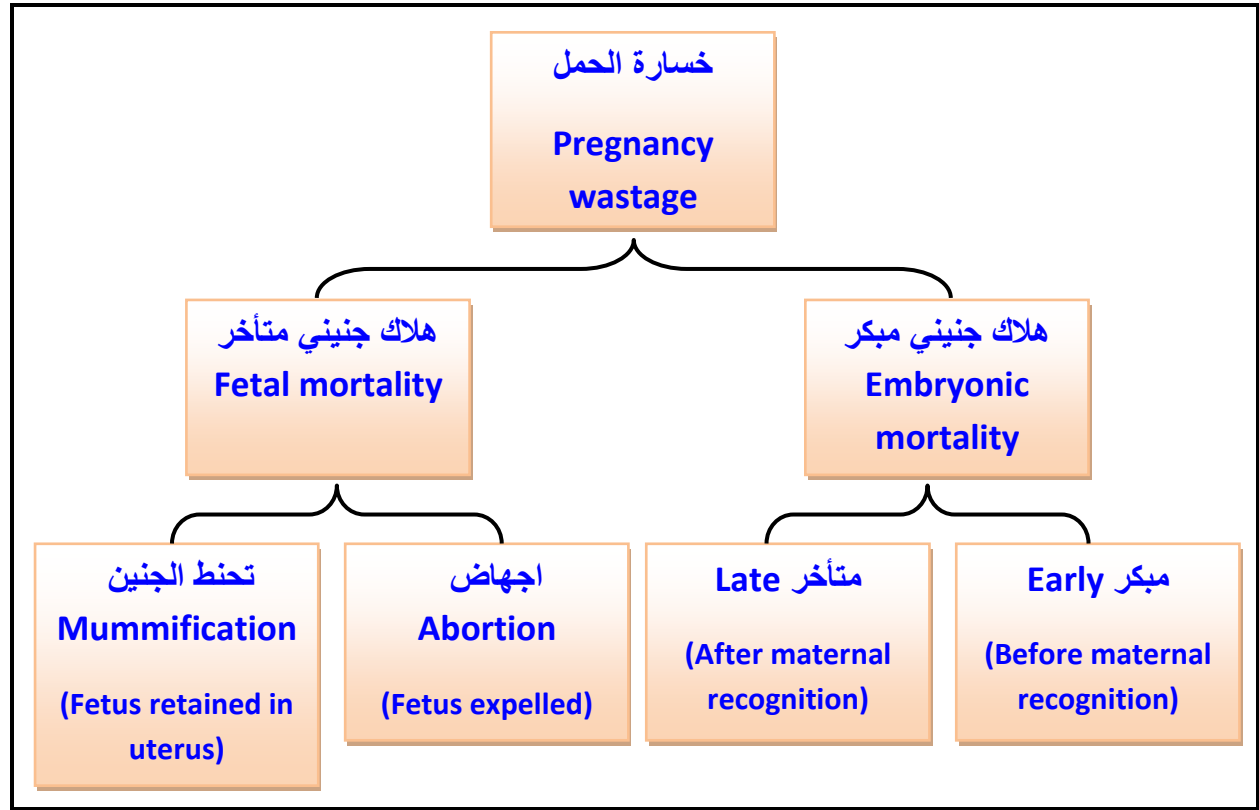 خسارة الحمل
Pregnancy
wastage
هلاك جنيني متأخر
Fetal mortality
هلاك جنيني مبكر
Embryonic
mortality
تحنط الجنين
Mummification
(Fetus retained in
uterus)
اجهاض
Abortion
(Fetus expelled)
متأخر Late
(After maternal
recognition)
مبكر Early
(Before maternal
recognition)